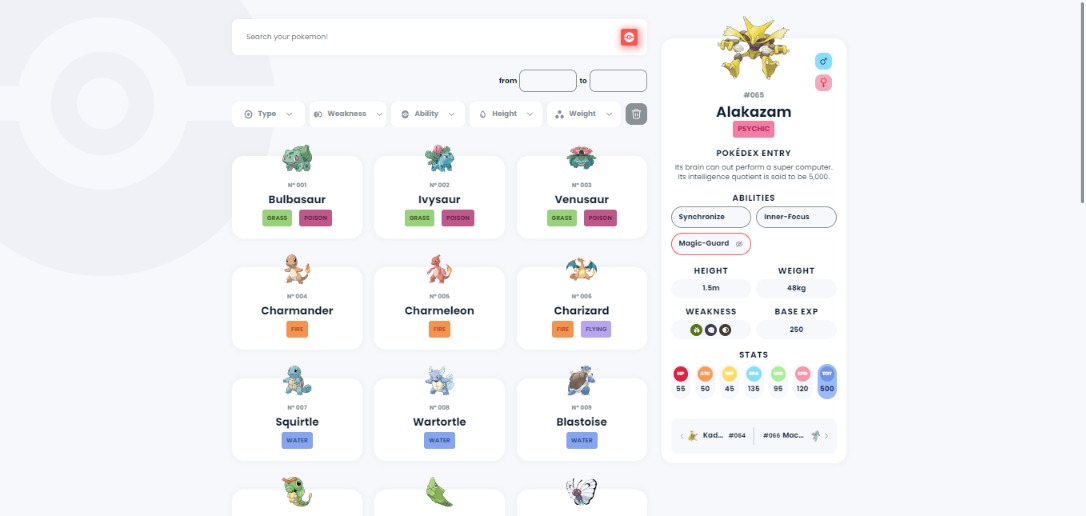 Search your pokemon!
from to
Type Weakness Ability Height Weight
N° 001
Bulbasaur
GRASS POISON
N° 002
Ivysaur
GRASS POISON
N° 003
Venusaur
GRASS POISON
N° 004
Charmander
FIRE
N° 005
Charmeleon
FIRE
N° 006
Charizard
FIRE FLYING
N° 007
Squirtle
WATER
N° 008
Wartortle
WATER
N° 009
Blastoise
WATER
#065
Alakazam
PSYCHIC
POKÉDEX ENTRY
Its brain can out perform a super computer.
Its intelligence quotient is said to be 5,000.
ABILITIES
Synchronize Inner-Focus
Magic-Guard
HEIGHT WEIGHT
1.5m 48kg
WEAKNESS BASE EXP
250
STATS
HP ATK DEF SPA SPD SPD TOT
55 50 45 135 95 120 500
Kad... #064 #066 Mac...